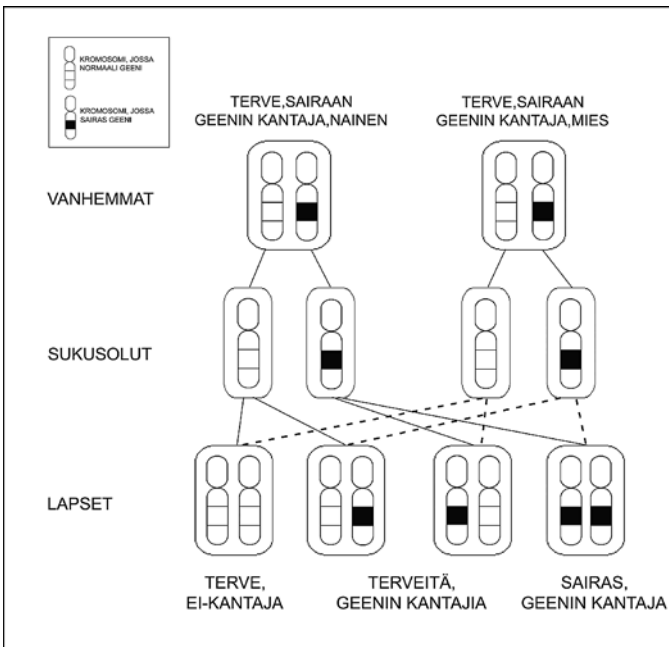 KROMOSOMI, JOSSA
NORMAALI GEENI
KROMOSOMI, JOSSA
SAIRAS GEENI
TERVE,SAIRAAN
GEENIN KANTAJA,NAINEN
TERVE,SAIRAAN
GEENIN KANTAJA,MIES
VANHEMMAT
SUKUSOLUT
LAPSET
TERVE,
EI-KANTAJA
TERVEITÄ,
GEENIN KANTAJIA
SAIRAS,
GEENIN KANTAJA